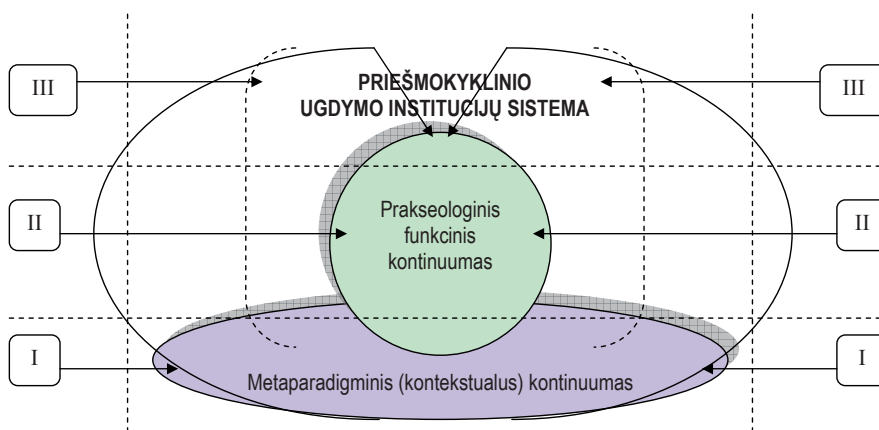 III
PRIEŠMOKYKLINIO
UGDYMO INSTITUCIJŲ SISTEMA
III
II
Prakseologinis
funkcinis
kontinuumas
II
I
Metaparadigminis (kontekstualus) kontinuumas
I